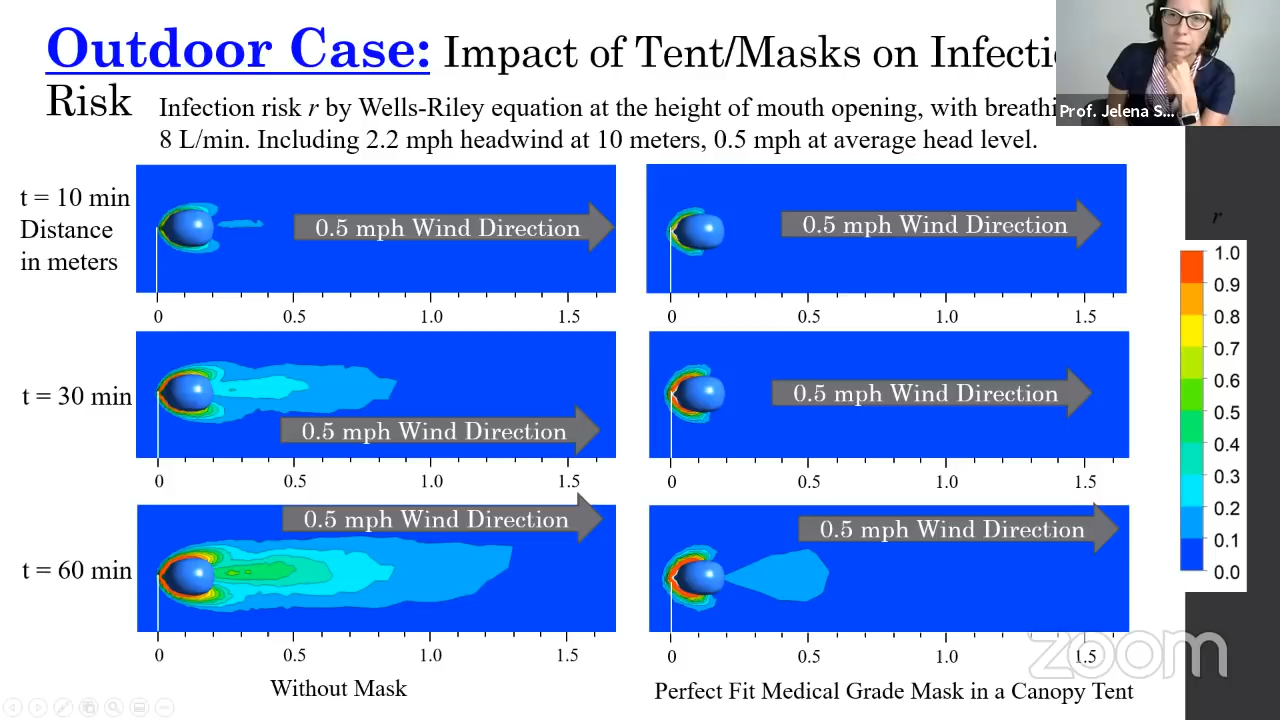 Outdoor Case: Impact of Tent/Masks on Infectio
Risk
Infection risk r by Wells-Riley equation at the height of mouth opening, with breathi
8 L/min. Including 2.2 mph headwind at 10 meters, 0.5 mph at average head level.
Prof. Jelena S...
t = 10 min
Distance
in meters
0.5 mph Wind Direction
0 0.5 1.0 1.5
0.5 mph Wind Direction
0 0.5 1.0 1.5
t = 30 min
0.5 mph Wind Direction
0 0.5 1.0 1.5
0.5 mph Wind Direction
0 0.5 1.0 1.5
t = 60 min
0.5 mph Wind Direction
0 0.5 1.0 1.5
0.5 mph Wind Direction
0 0.5 1.0 1.5
Without Mask
Perfect Fit Medical Grade Mask in a Canopy Tent
r
1.0
0.9
0.8
0.7
0.6
0.5
0.4
0.3
0.2
0.1
0.0
zoom